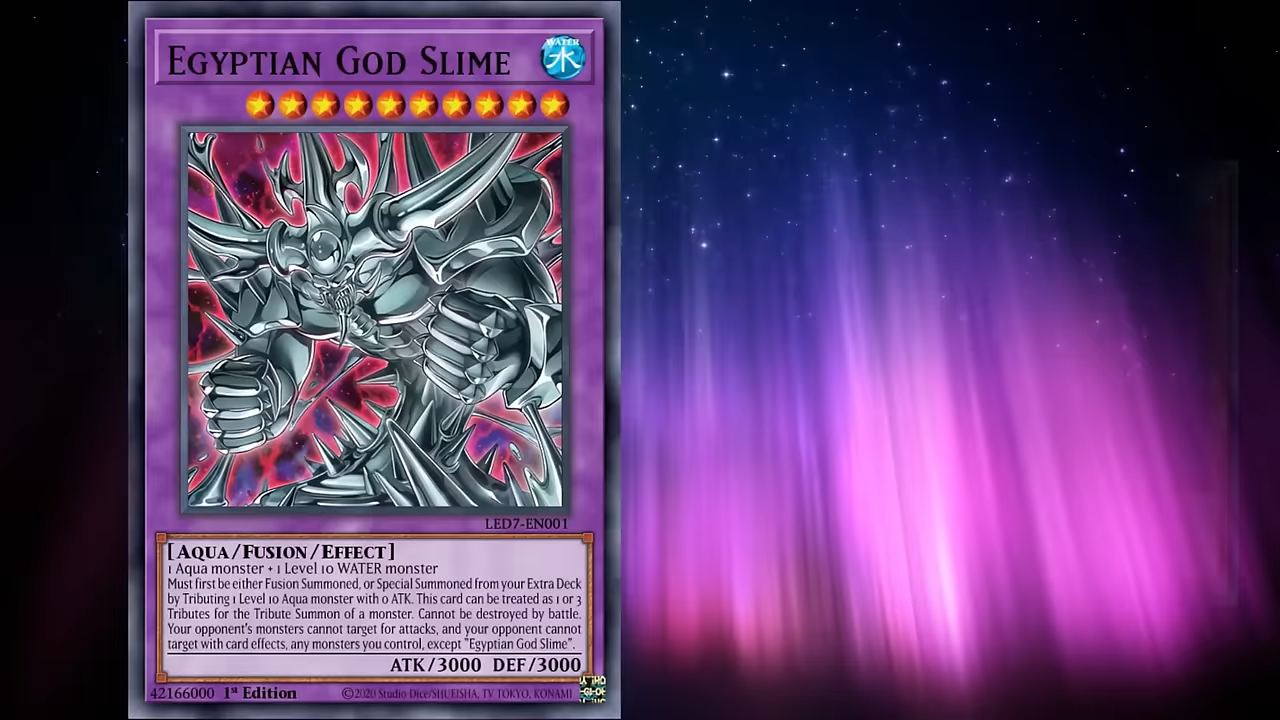 Egyptian God Slime
WATER
水
LED7-EN001
[Aqua/Fusion/Effect]
1 Aqua monster + 1 Level 10 WATER monster
Must first be either Fusion Summoned, or Special Summoned from your Extra Deck
by Tributing 1 Level 10 Aqua monster with 0 ATK. This card can be treated as 1 or 3
Tributes for the Tribute Summon of a monster. Cannot be destroyed by battle.
Your opponent's monsters cannot target for attacks, and your opponent cannot
target with card effects, any monsters you control, except "Egyptian God Slime".
ATK/3000 DEF/3000
42166000 1st Edition ©2020 Studio Dice/SHUEISHA, TV TOKYO, KONAMI